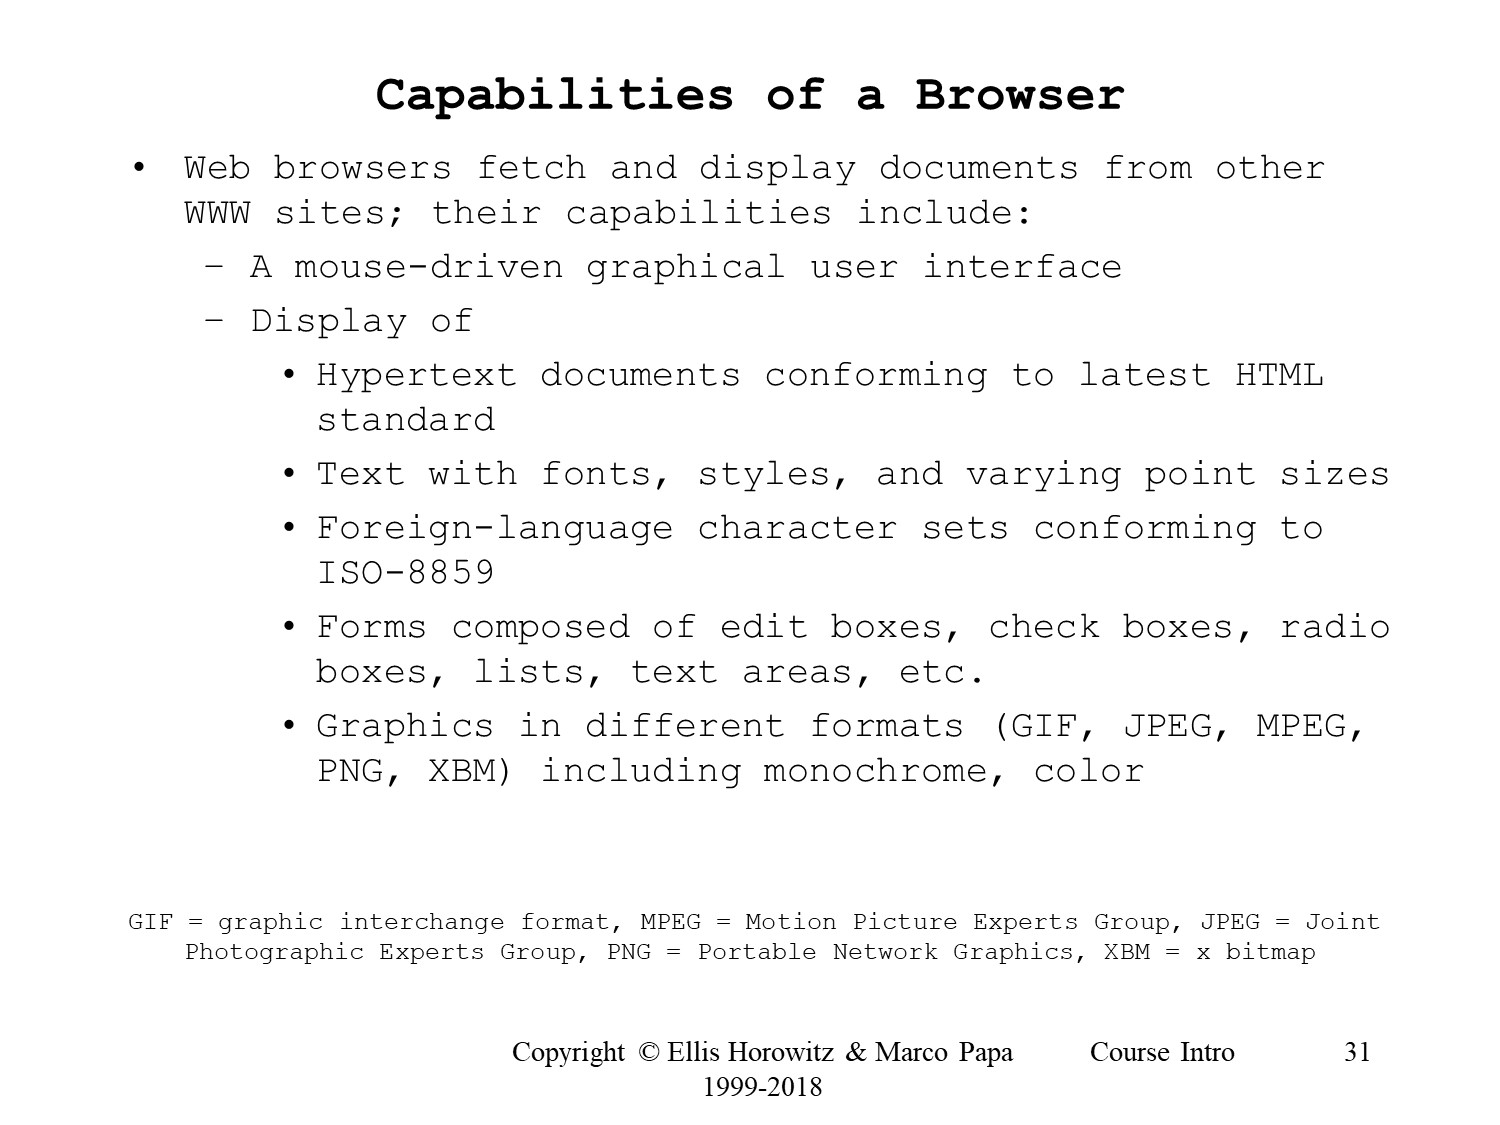 Capabilities of a Browser
• Web browsers fetch and display documents from other
WWW sites; their capabilities include:
– A mouse-driven graphical user interface
– Display of
• Hypertext documents conforming to latest HTML
standard
• Text with fonts, styles, and varying point sizes
• Foreign-language character sets conforming to
ISO-8859
• Forms composed of edit boxes, check boxes, radio
boxes, lists, text areas, etc.
• Graphics in different formats (GIF, JPEG, MPEG,
PNG, XBM) including monochrome, color
GIF = graphic interchange format, MPEG = Motion Picture Experts Group, JPEG = Joint
Photographic Experts Group, PNG = Portable Network Graphics, XBM = x bitmap
Copyright © Ellis Horowitz & Marco Papa Course Intro 31
1999-2018